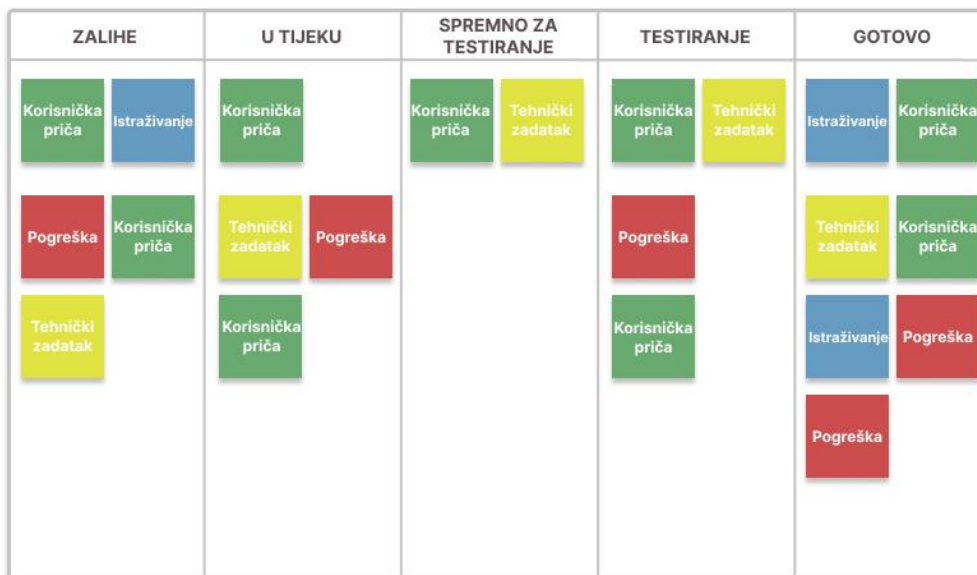 ZALIHE
U TIJEKU
SPREMNO ZA
TESTIRANJE
TESTIRANJE
GOTOVO
Korisnička
priča
Istraživanje
Pogreška
Korisnička
priča
Tehnički
zadatak
Korisnička
priča
Tehnički
zadatak
Pogreška
Korisnička
priča
Korisnička
priča
Tehnički
zadatak
Korisnička
priča
Tehnički
zadatak
Pogreška
Korisnička
priča
Istraživanje
Korisnička
priča
Tehnički
zadatak
Korisnička
priča
Istraživanje
Pogreška
Pogreška